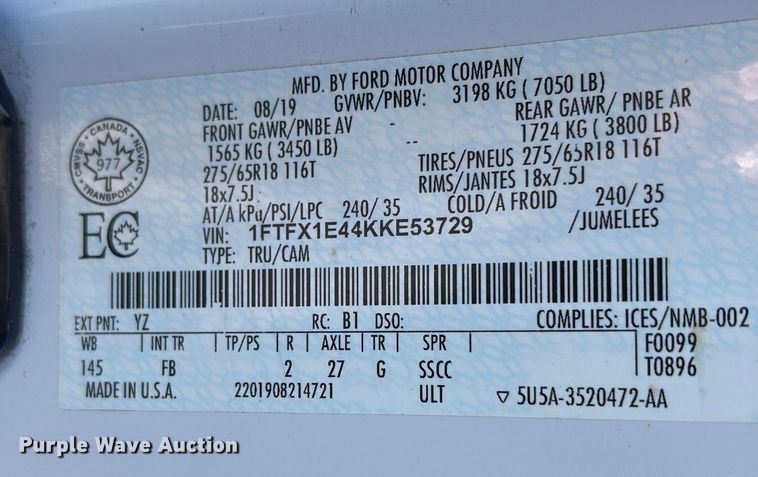 MFD. BY FORD MOTOR COMPANY
DATE: 08/19 GVWR/PNBV: 3198 KG ( 7050 LB)
FRONT GAWR/PNBE AV - REAR GAWR/ PNBE AR
1565 KG ( 3450 LB) - 1724 KG ( 3800 LB)
275/65R18 116T TIRES/PNEUS 275/65R18 116T
18x7.5J RIMS/JANTES 18x7.5J
AT/A kPa/PSI/LPC 240/ 35 COLD/A FROID 240/ 35
VIN: 1FTFX1E44KKE53729 /JUMELEES
TYPE: TRU/CAM
CANADA
CMVSS NSVAC
977
TRANSPORT
EC
EXT PNT: YZ RC: B1 DSO: COMPLIES: ICES/NMB-002
WB | INT TR | TP/PS | R | AXLE | TR | SPR F0099
145 FB 2 27 G SSCC T0896
MADE IN U.S.A. 2201908214721 ULT ▽ 5U5A-3520472-AA
Purple Wave Auction